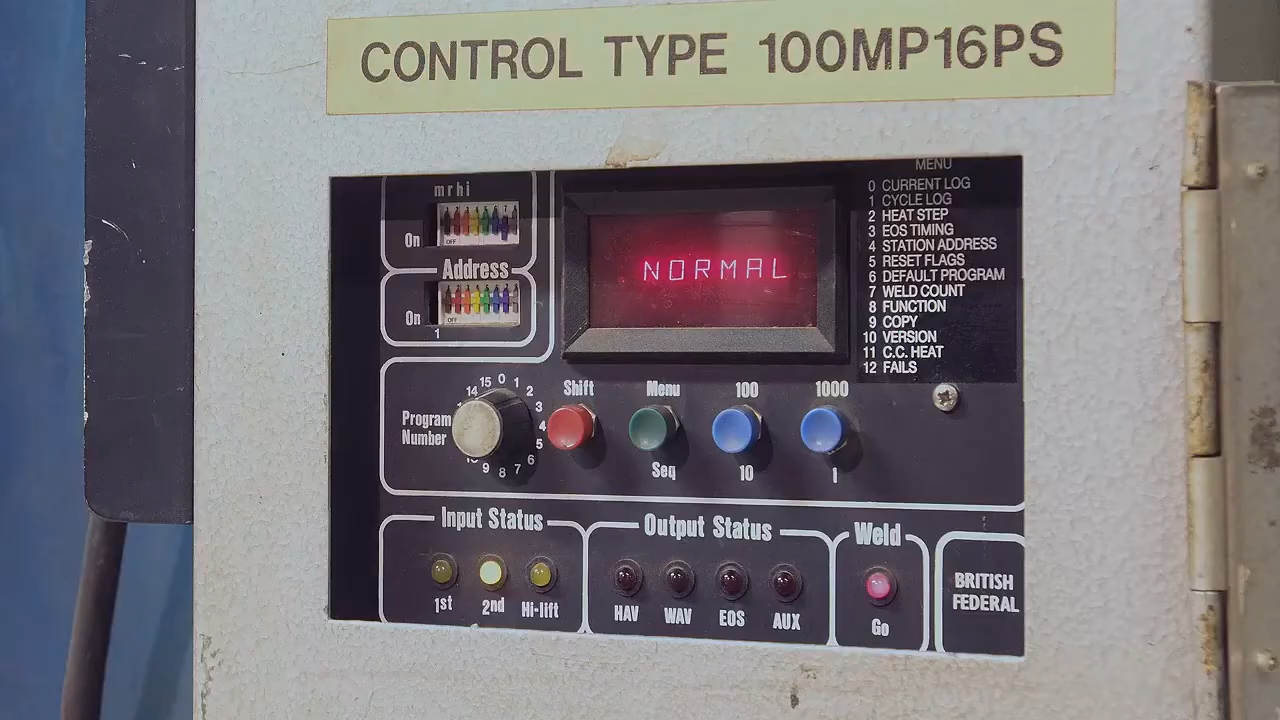 CONTROL TYPE 100MP16PS
mrhi
On
OFF
Address
On
OFF
1
NORMAL
MENU
0 CURRENT LOG
1 CYCLE LOG
2 HEAT STEP
3 EOS TIMING
4 STATION ADDRESS
5 RESET FLAGS
6 DEFAULT PROGRAM
7 WELD COUNT
8 FUNCTION
9 COPY
10 VERSION
11 C.C. HEAT
12 FAILS
Program
Number
14 15 0 1 2 3 4 5 6 7 8 9
Shift
Menu
100
1000
Seq
10
1
Input Status
1st
2nd
Hi-lift
Output Status
HAV
WAV
EOS
AUX
Weld
Go
BRITISH
FEDERAL